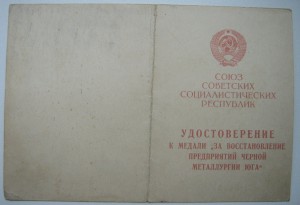 СОЮЗ
СОВЕТСКИХ
СОЦИАЛИСТИЧЕСКИХ
РЕСПУБЛИК
УДОСТОВЕРЕНИЕ
К МЕДАЛИ „ЗА ВОССТАНОВЛЕНИЕ
ПРЕДПРИЯТИЙ ЧЕРНОЙ
МЕТАЛЛУРГИИ ЮГА“